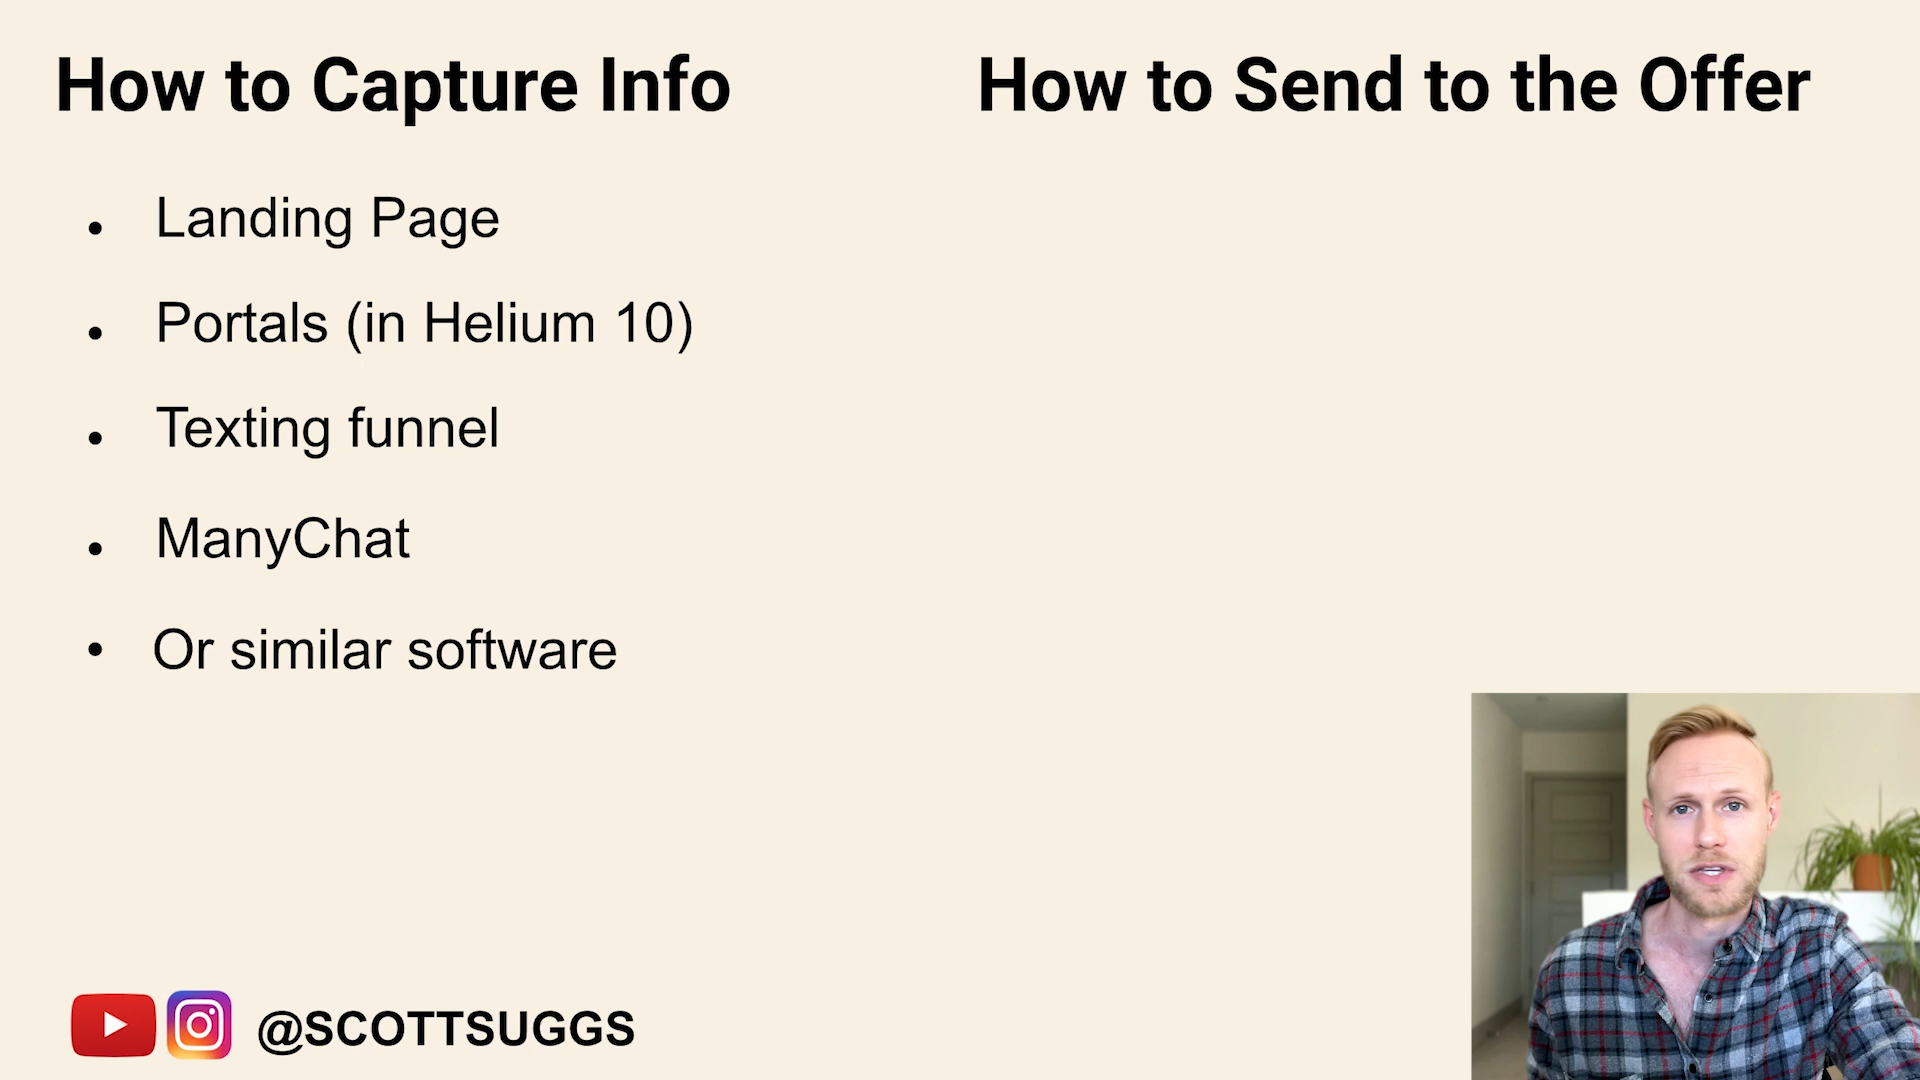 How to Capture Info
• Landing Page
• Portals (in Helium 10)
• Texting funnel
• ManyChat
• Or similar software
How to Send to the Offer
@SCOTTSUGGS